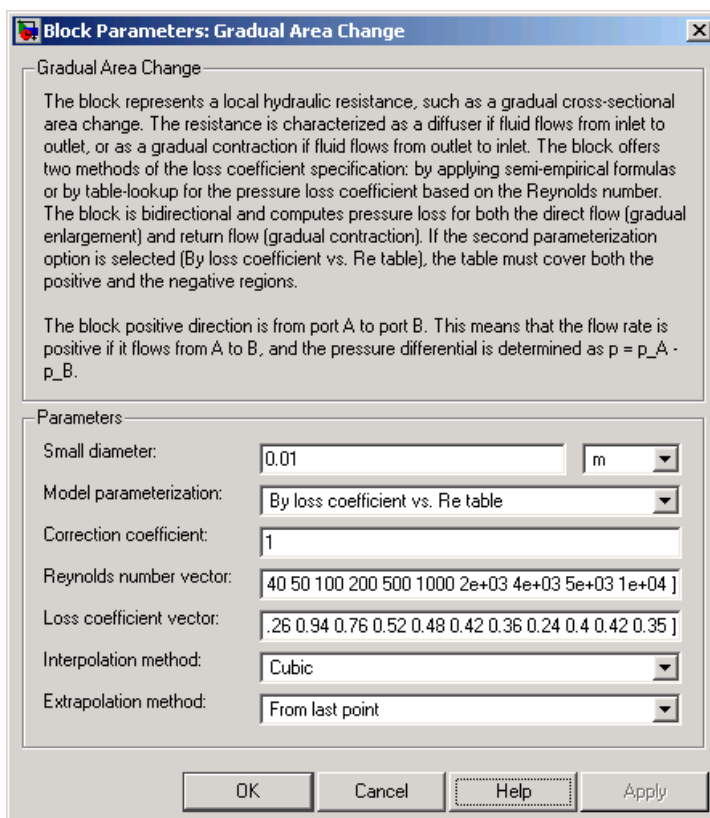 Block Parameters: Gradual Area Change
Gradual Area Change
The block represents a local hydraulic resistance, such as a gradual cross-sectional
area change. The resistance is characterized as a diffuser if fluid flows from inlet to
outlet, or as a gradual contraction if fluid flows from outlet to inlet. The block offers
two methods of the loss coefficient specification: by applying semi-empirical formulas
or by table-lookup for the pressure loss coefficient based on the Reynolds number.
The block is bidirectional and computes pressure loss for both the direct flow (gradual
enlargement) and return flow (gradual contraction). If the second parameterization
option is selected (By loss coefficient vs. Re table), the table must cover both the
positive and the negative regions.
The block positive direction is from port A to port B. This means that the flow rate is
positive if it flows from A to B, and the pressure differential is determined as p = p_A -
p_B.
Parameters
Small diameter: 0.01 m
Model parameterization: By loss coefficient vs. Re table
Correction coefficient: 1
Reynolds number vector: 40 50 100 200 500 1000 2e+03 4e+03 5e+03 1e+04 ]
Loss coefficient vector: .26 0.94 0.76 0.52 0.48 0.42 0.36 0.24 0.4 0.42 0.35 ]
Interpolation method: Cubic
Extrapolation method: From last point
OK Cancel Help Apply